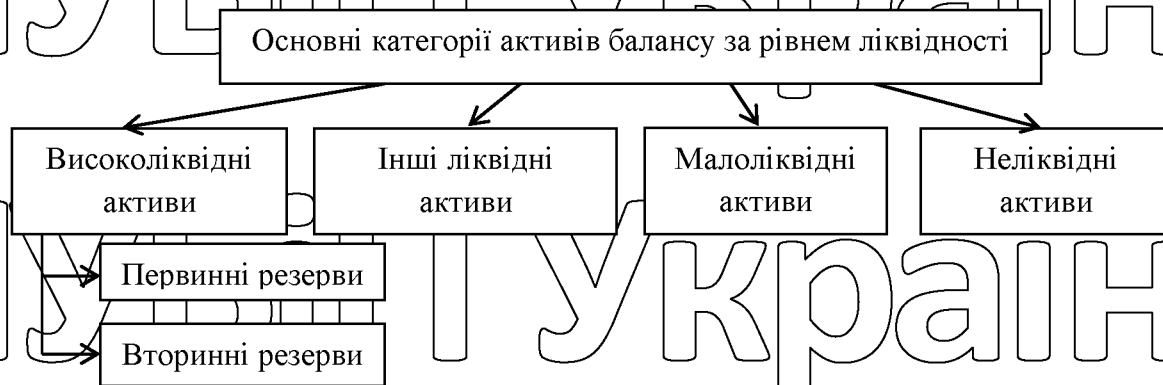 Основні категорії активів балансу за рівнем ліквідності
Високоліквідні
активи
Інші ліквідні
активи
Малоліквідні
активи
Неліквідні
активи
Первинні резерви
Вторинні резерви